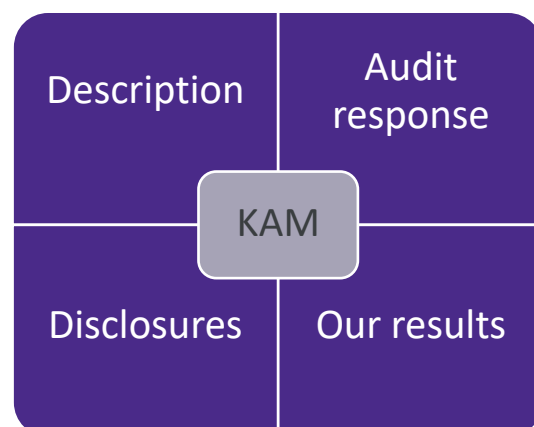 Description
Audit
response
KAM
Disclosures
Our results